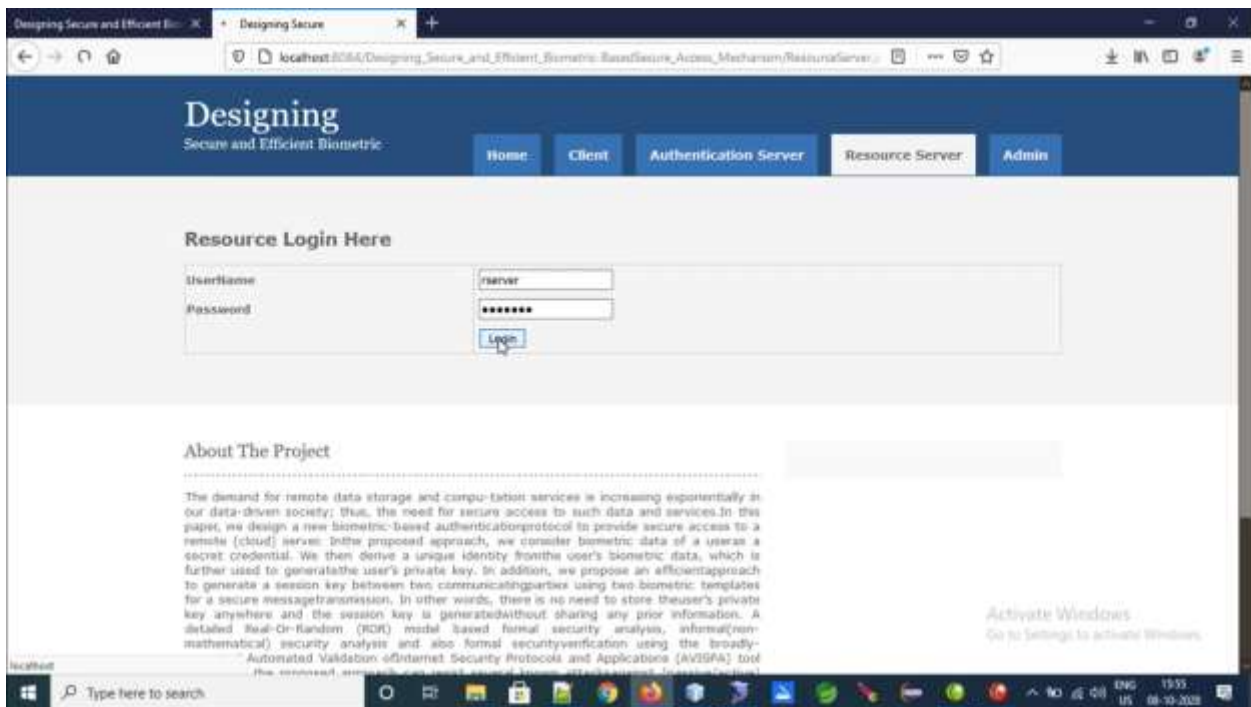 Designing Secure and Efficient Bio
Designing Secure
localhost:8084/Designing_Secure_and_Efficient_Biometric-BasedSecure_Access_Mechanism/ResourseServer.
Designing
Secure and Efficient Biometric
Home
Client
Authentication Server
Resource Server
Admin
Resource Login Here
UserName
rserver
Password
Login
About The Project
The demand for remote data storage and compu-tation services is increasing exponentially in
our data-driven society; thus, the need for secure access to such data and services.In this
paper, we design a new biometric-based authenticationprotocol to provide secure access to a
remote (cloud) server. Inthe proposed approach, we consider biometric data of a useras a
secret credential. We then derive a unique identity fromthe user's biometric data, which is
further used to generatethe user's private key. In addition, we propose an efficientapproach
to generate a session key between two communicatingparties using two biometric templates
for a secure messagetransmission. In other words, there is no need to store theuser's private
key anywhere and the session key is generatedwithout sharing any prior information. A
detailed Real-Or-Random (ROR) model based formal security analysis, informal(non-
mathematical) security analysis and also formal securityverification using the broadly-
Automated Validation ofInternet Security Protocols and Applications (AVISPA) tool
the proposed approach can resist several known
Activate Windows
Go to Settings to activate Windows.
localhost
Type here to search
ENG
US
15:55